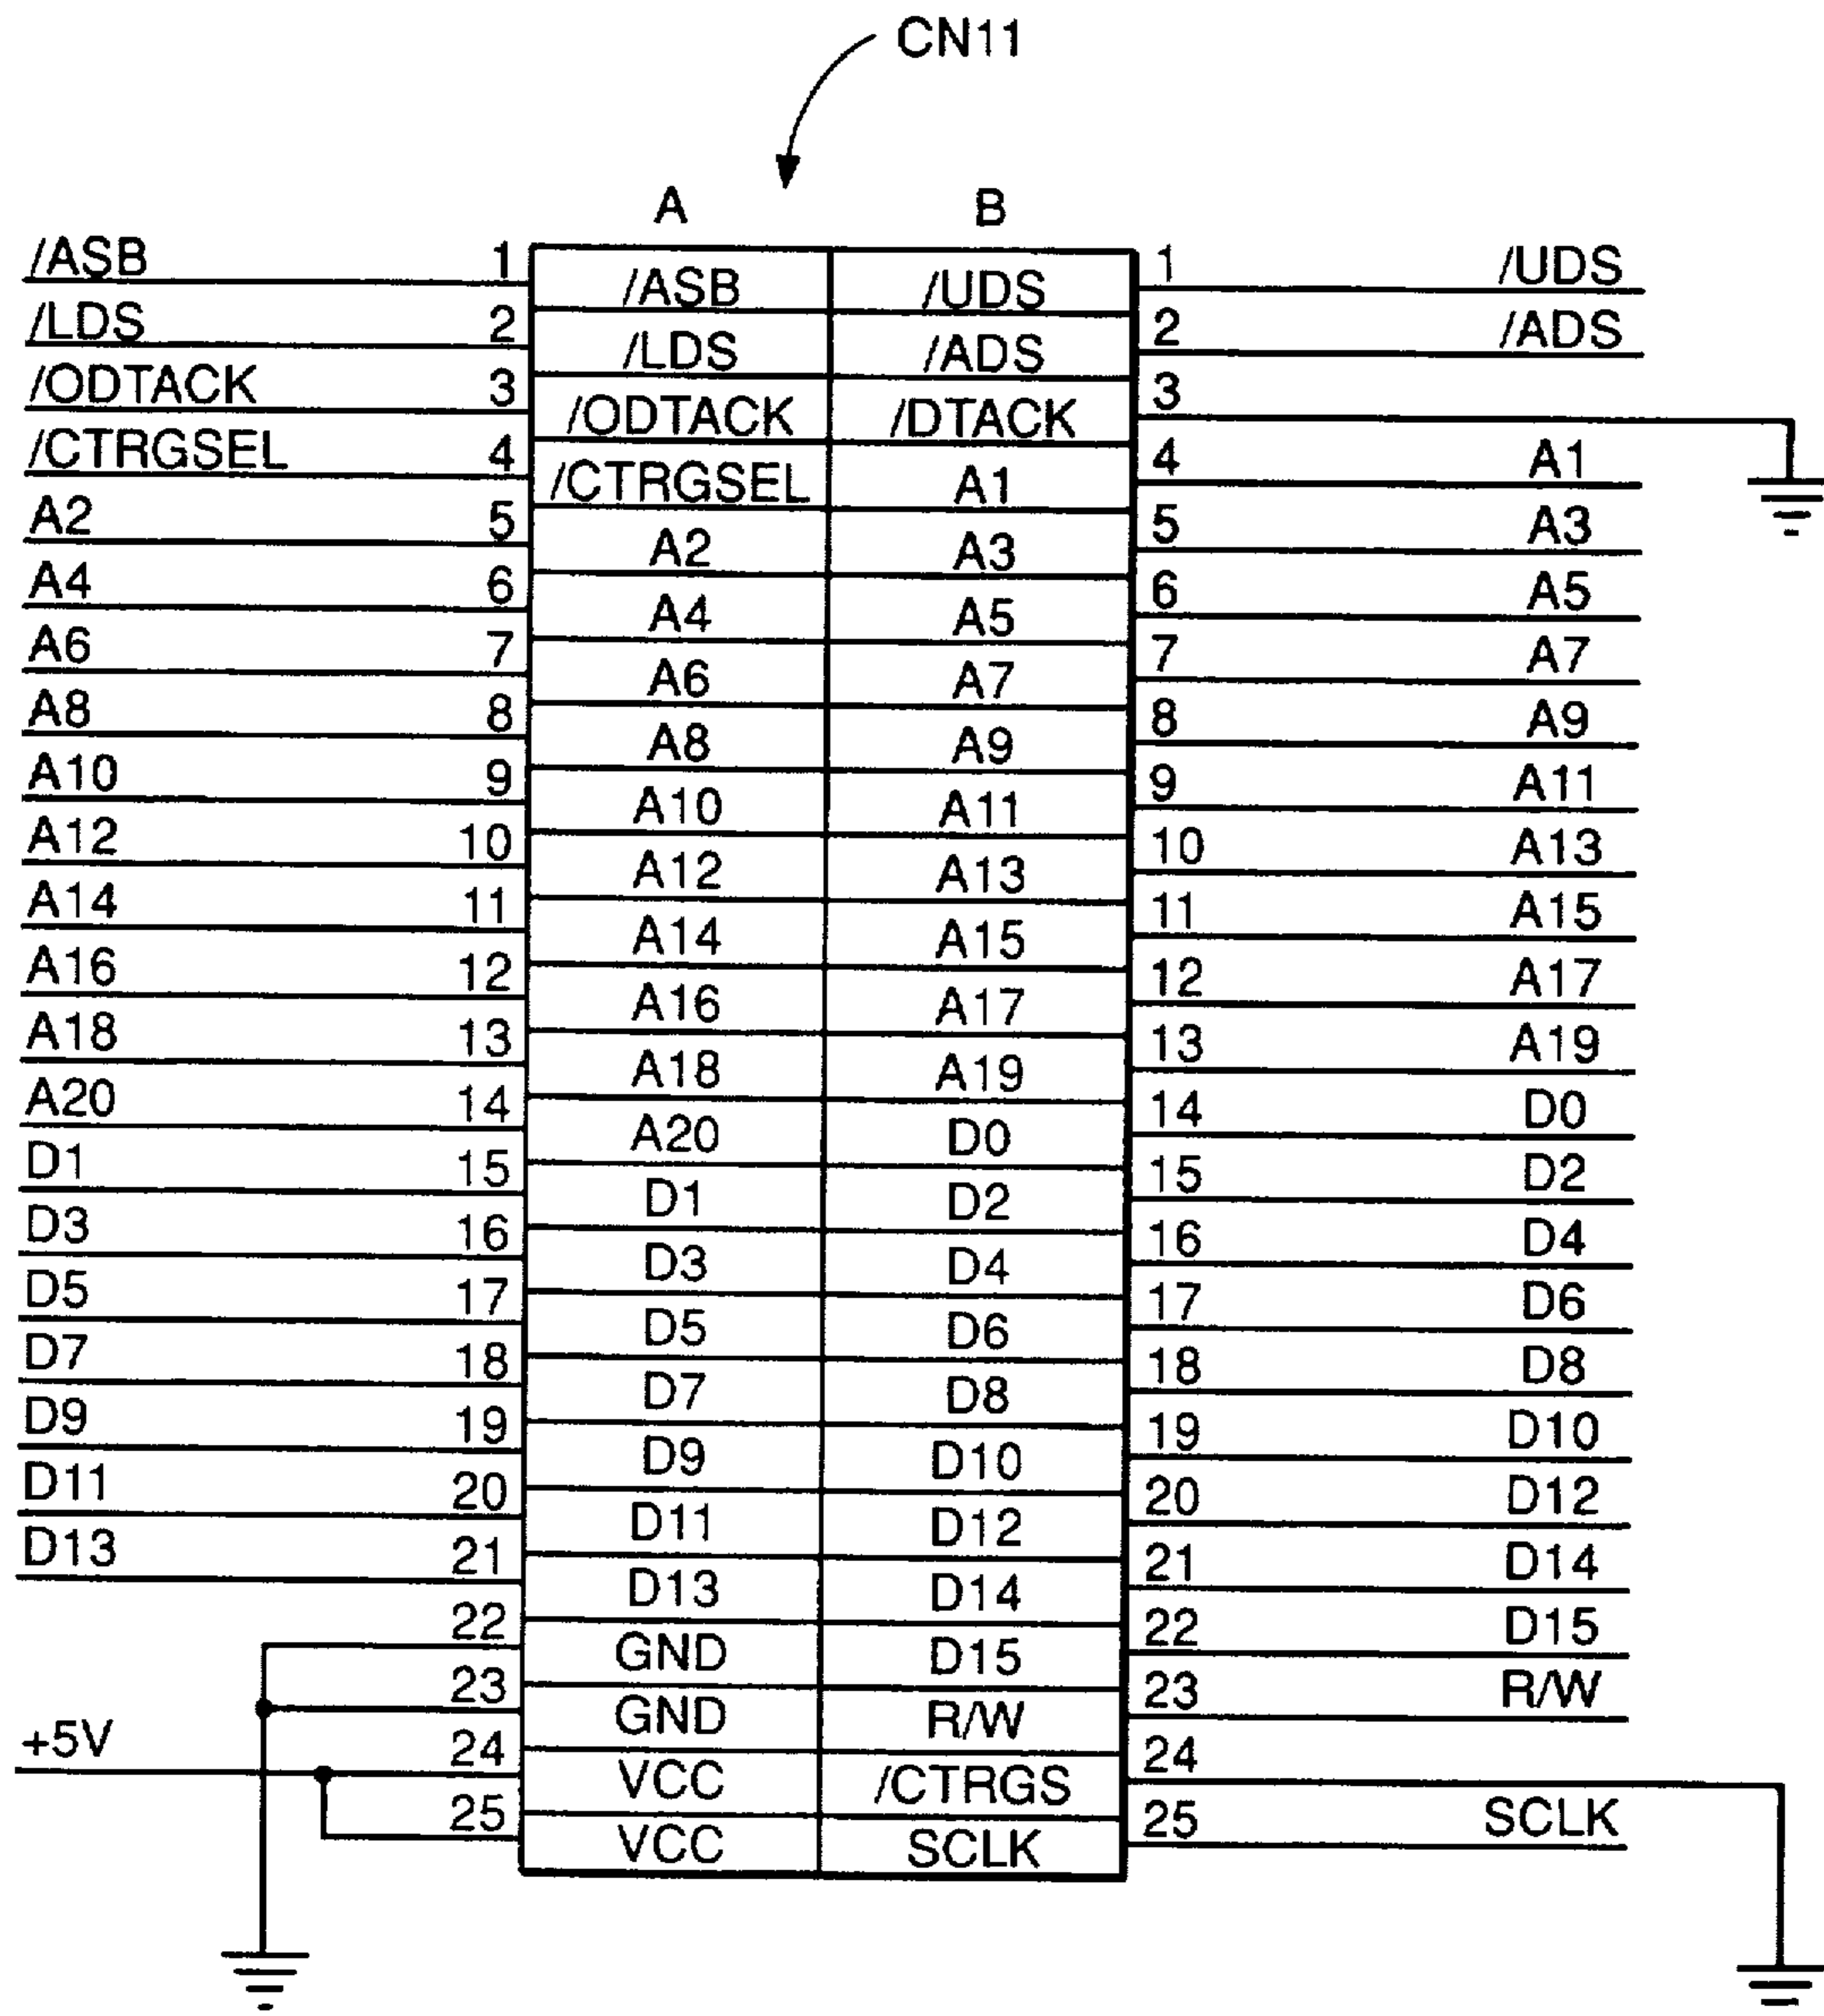 CN11
A B
/ASB 1 /ASB /UDS 1 /UDS
/LDS 2 /LDS /ADS 2 /ADS
/ODTACK 3 /ODTACK /DTACK 3
/CTRGSEL 4 /CTRGSEL A1 4 A1
A2 5 A2 A3 5 A3
A4 6 A4 A5 6 A5
A6 7 A6 A7 7 A7
A8 8 A8 A9 8 A9
A10 9 A10 A11 9 A11
A12 10 A12 A13 10 A13
A14 11 A14 A15 11 A15
A16 12 A16 A17 12 A17
A18 13 A18 A19 13 A19
A20 14 A20 D0 14 D0
D1 15 D1 D2 15 D2
D3 16 D3 D4 16 D4
D5 17 D5 D6 17 D6
D7 18 D7 D8 18 D8
D9 19 D9 D10 19 D10
D11 20 D11 D12 20 D12
D13 21 D13 D14 21 D14
22 GND D15 22 D15
23 GND R/W 23 R/W
+5V 24 VCC /CTRGS 24
25 VCC SCLK 25 SCLK